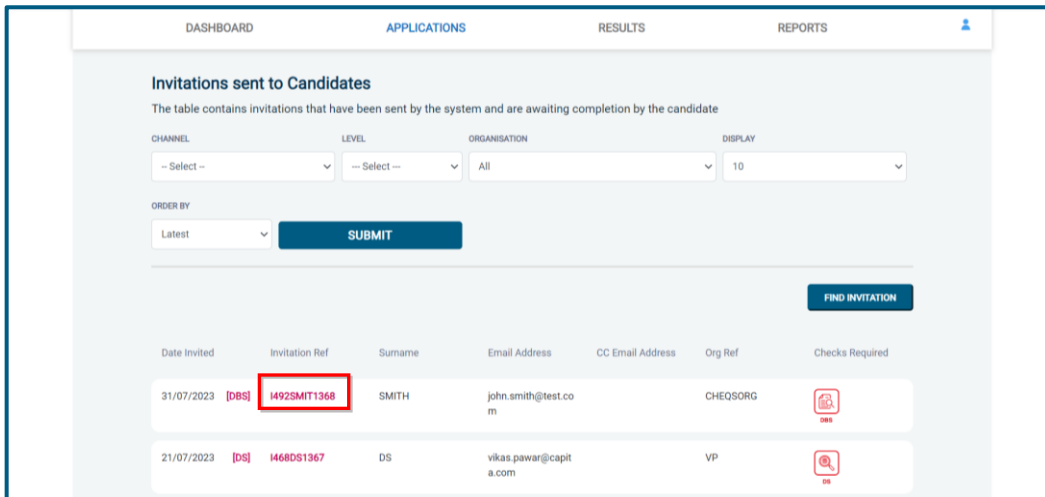 DASHBOARD APPLICATIONS RESULTS REPORTS
Invitations sent to Candidates
The table contains invitations that have been sent by the system and are awaiting completion by the candidate
CHANNEL LEVEL ORGANISATION DISPLAY
-- Select -- --- Select --- All 10
ORDER BY
Latest SUBMIT
FIND INVITATION
Date Invited Invitation Ref Surname Email Address CC Email Address Org Ref Checks Required
31/07/2023 [DBS] I492SMIT1368 SMITH john.smith@test.co CHEQSORG
m
DBS
21/07/2023 [DS] I468DS1367 DS vikas.pawar@capit VP
a.com
DS